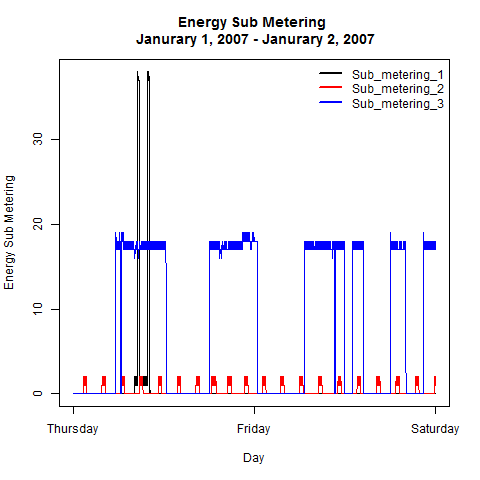 Energy Sub Metering
Janurary 1, 2007 - Janurary 2, 2007
Sub_metering_1
Sub_metering_2
Sub_metering_3
Energy Sub Metering
30
20
10
0
Thursday Friday Saturday
Day